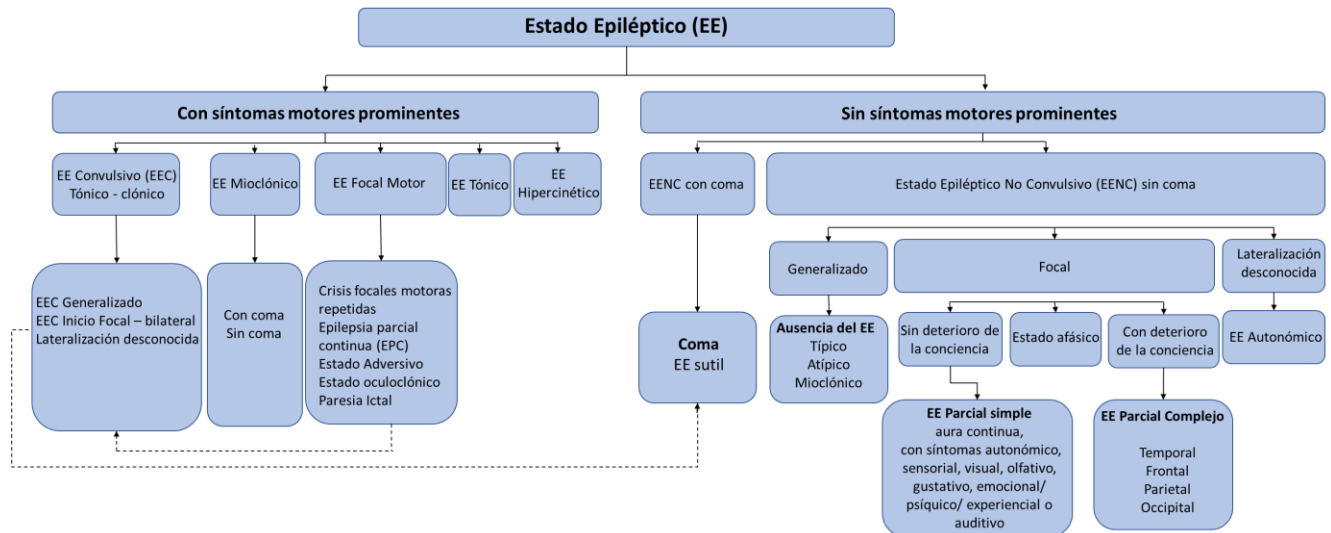 Estado Epiléptico (EE)
Con síntomas motores prominentes
Sin síntomas motores prominentes
EE Convulsivo (EEC)
Tónico - clónico
EE Mioclónico
EE Focal Motor
EE Tónico
EE
Hipercinético
EENC con coma
Estado Epiléptico No Convulsivo (EENC) sin coma
Generalizado
Focal
Lateralización
desconocida
EEC Generalizado
EEC Inicio Focal – bilateral
Lateralización desconocida
Con coma
Sin coma
Crisis focales motoras
repetidas
Epilepsia parcial
continua (EPC)
Estado Adversivo
Estado oculoclónico
Paresia Ictal
Coma
EE sutil
Ausencia del EE
Típico
Atípico
Mioclónico
Sin deterioro de
la conciencia
Estado afásico
Con deterioro
de la conciencia
EE Autonómico
EE Parcial simple
aura continua,
con síntomas autonómico,
sensorial, visual, olfativo,
gustativo, emocional/
psíquico/ experiencial o
auditivo
EE Parcial Complejo
Temporal
Frontal
Parietal
Occipital